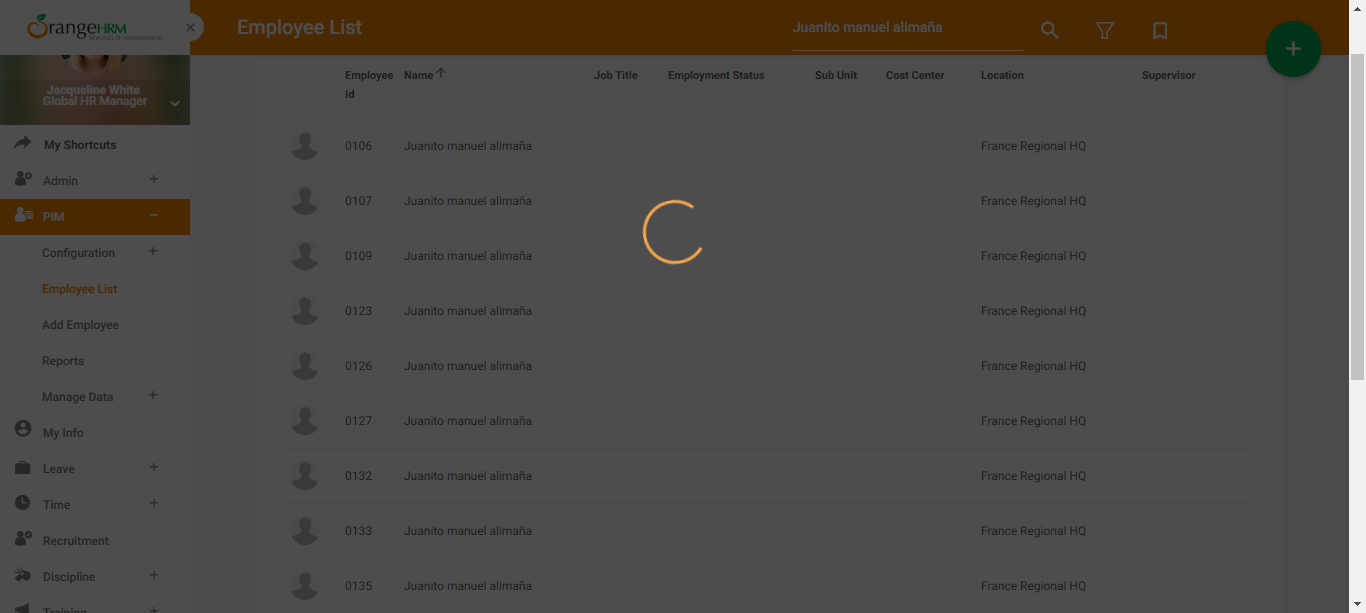 OrangeHRM
NEW LEVEL OF HR MANAGEMENT
Employee List
Juanito manuel alimaña
Jacqueline White
Global HR Manager
My Shortcuts
Admin
PIM
Configuration
Employee List
Add Employee
Reports
Manage Data
My Info
Leave
Time
Recruitment
Discipline
Training
Employee Id Name Job Title Employment Status Sub Unit Cost Center Location Supervisor
0106 Juanito manuel alimaña France Regional HQ
0107 Juanito manuel alimaña France Regional HQ
0109 Juanito manuel alimaña France Regional HQ
0123 Juanito manuel alimaña France Regional HQ
0126 Juanito manuel alimaña France Regional HQ
0127 Juanito manuel alimaña France Regional HQ
0132 Juanito manuel alimaña France Regional HQ
0133 Juanito manuel alimaña France Regional HQ
0135 Juanito manuel alimaña France Regional HQ